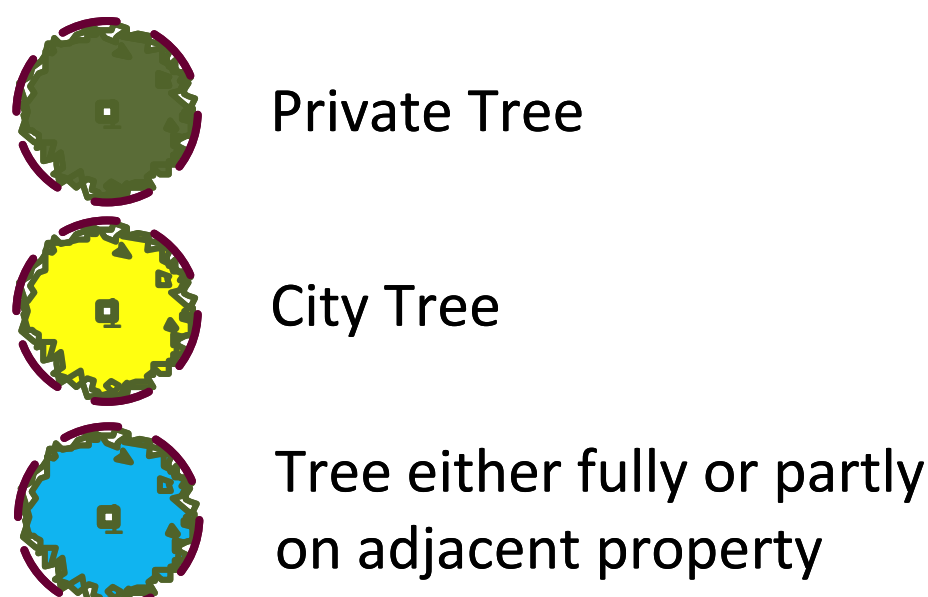 Private Tree
City Tree
Tree either fully or partly
on adjacent property